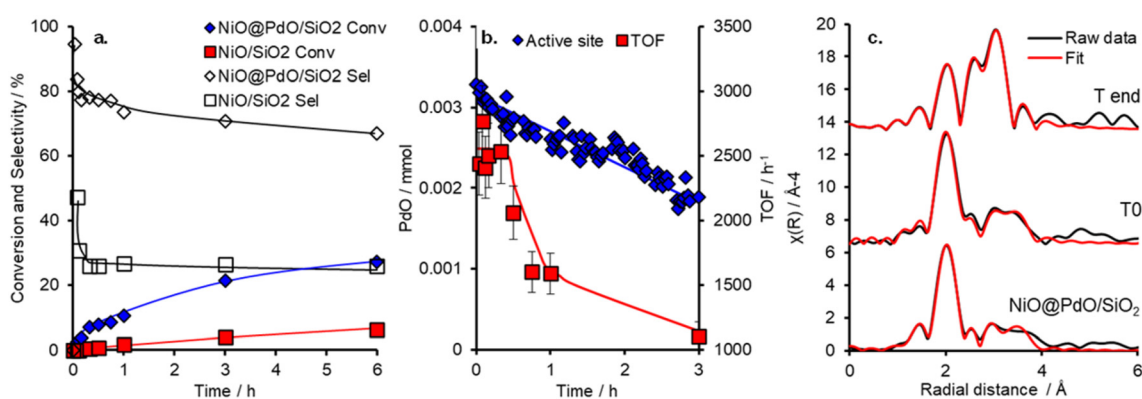 100
80
60
40
20
0
Conversion and Selectivity / %
a.
NiO@PdO/SiO2 Conv
NiO/SiO2 Conv
NiO@PdO/SiO2 Sel
NiO/SiO2 Sel
0 1 2 3 4 5 6
Time / h
0.004
0.003
0.002
0.001
0
PdO / mmol
b.
Active site
TOF
3500
3000
2500
2000
1500
1000
TOF / h-1
0 1 2 3
Time / h
20
18
16
14
12
10
8
6
4
2
0
χ(R) / Å-4
c.
Raw data
Fit
T end
T0
NiO@PdO/SiO2
0 2 4 6
Radial distance / Å